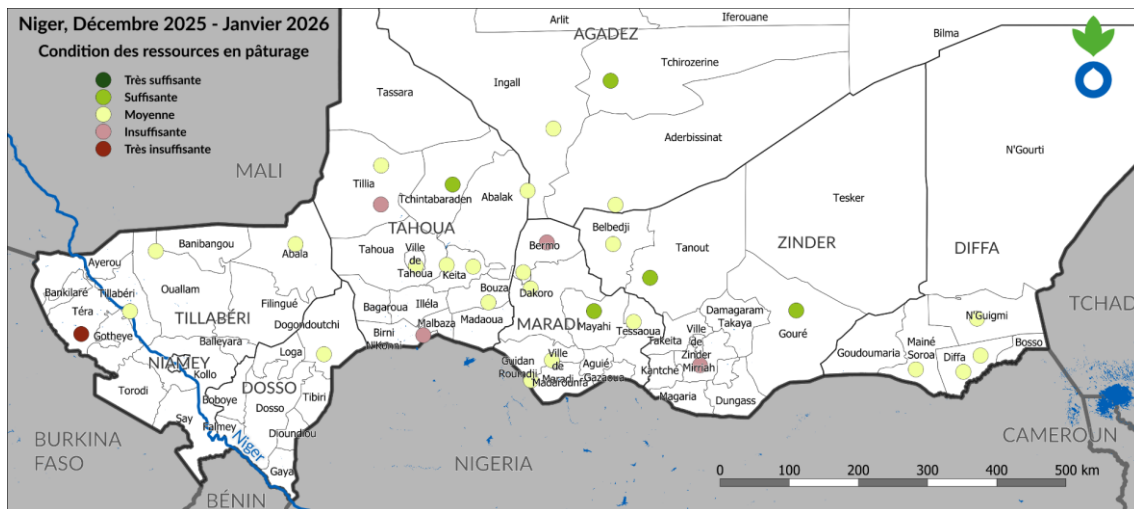 Niger, Décembre 2025 - Janvier 2026
Condition des ressources en pâturage
Très suffisante
Suffisante
Moyenne
Insuffisante
Très insuffisante
Arlit
Iferouane
AGADEZ
Bilma
Tchirozerine
Ingall
Tassara
Aderbissinat
N'Gourti
MALI
Tillia
Tchintabaraden
Abalak
Tesker
TAHOUA
Belbedji
Banibangou
Abala
Tahoua
Ville de Tahoua
Keita
Bermo
Tanout
ZINDER
DIFFA
Ayerou
Bankilaré
Tillabéri
Ouallam
Filingué
Bouza
Dakoro
TCHAD
Téra
Gotheye
TILLABÉRI
Dogondoutchi
Bagaroua
Illéla
Madaoua
Malbaza
Birni
N'Konni
MARADI
Mayahi
Tessaoua
Damagaram
Takaya
Gouré
N'Guigmi
Balleyara
Loga
Takeita
Ville
de
Zinder
Mirriah
Goudoumaria
Mainé
Soroa
Diffa
Bosso
NIAMEY
Kollo
Guidan
Roumdji
Ville
de
Maradi
Madarounfa
Aguié
Gazaoua
Kantché
Torodi
DOSSO
Boboye
Tibiri
Magaria
Dungass
Say
Falmey
Dosso
Dioundiou
Gaya
Niger
BURKINA
FASO
BÉNIN
NIGERIA
CAMEROUN
0 100 200 300 400 500 km